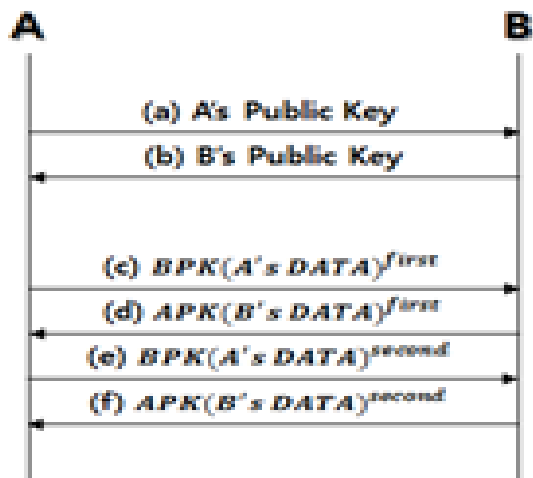 A B
(a) A's Public Key
(b) B's Public Key
(c) BPK(A's DATA)^first
(d) APK(B's DATA)^first
(e) BPK(A's DATA)^second
(f) APK(B's DATA)^second